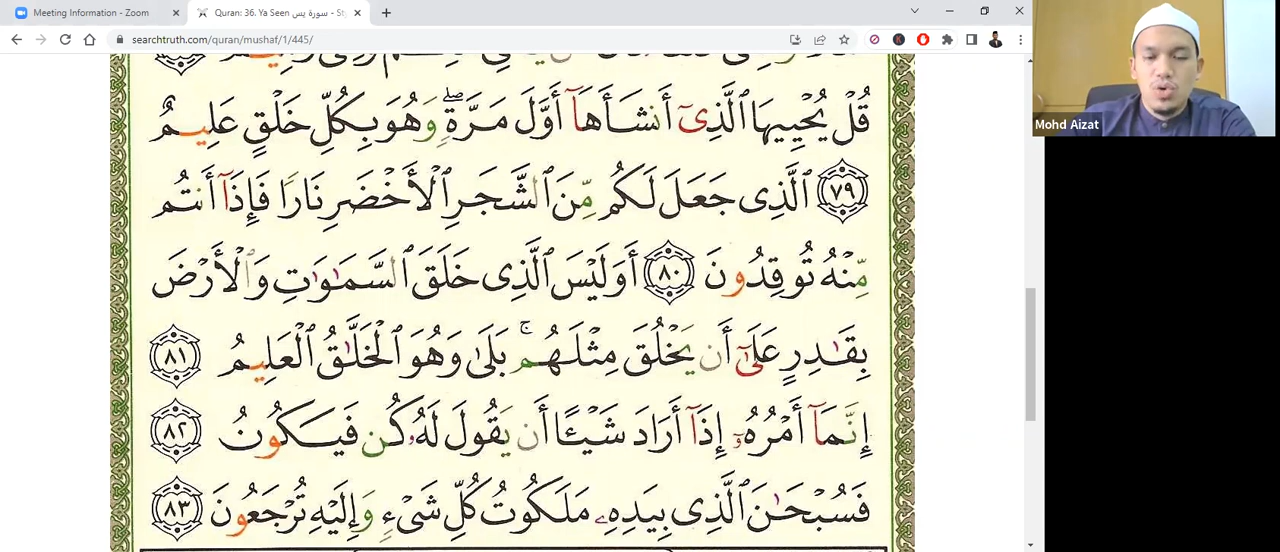 Meeting Information - Zoom
Quran: 36. Ya Seen سورة يس - St
searchtruth.com/quran/mushaf/1/445/
Mohd Aizat
قُلْ يُحْيِيهَا ٱلَّذِىٓ أَنشَأَهَآ أَوَّلَ مَرَّةٍۢ ۖ وَهُوَ بِكُلِّ خَلْقٍ عَلِيمٌ
٧٩ ٱلَّذِى جَعَلَ لَكُم مِّنَ ٱلشَّجَرِ ٱلْأَخْضَرِ نَارًۭا فَإِذَآ أَنتُم
مِّنْهُ تُوقِدُونَ ٨٠ أَوَلَيْسَ ٱلَّذِى خَلَقَ ٱلسَّمَٰوَٰتِ وَٱلْأَرْضَ
بِقَٰدِرٍ عَلَىٰٓ أَن يَخْلُقَ مِثْلَهُم ۚ بَلَىٰ وَهُوَ ٱلْخَلَّٰقُ ٱلْعَلِيمُ ٨١
إِنَّمَآ أَمْرُهُۥٓ إِذَآ أَرَادَ شَيْـًٔا أَن يَقُولَ لَهُۥ كُن فَيَكُونُ ٨٢
فَسُبْحَٰنَ ٱلَّذِى بِيَدِهِۦ مَلَكُوتُ كُلِّ شَىْءٍۢ وَإِلَيْهِ تُرْجَعُونَ ٨٣